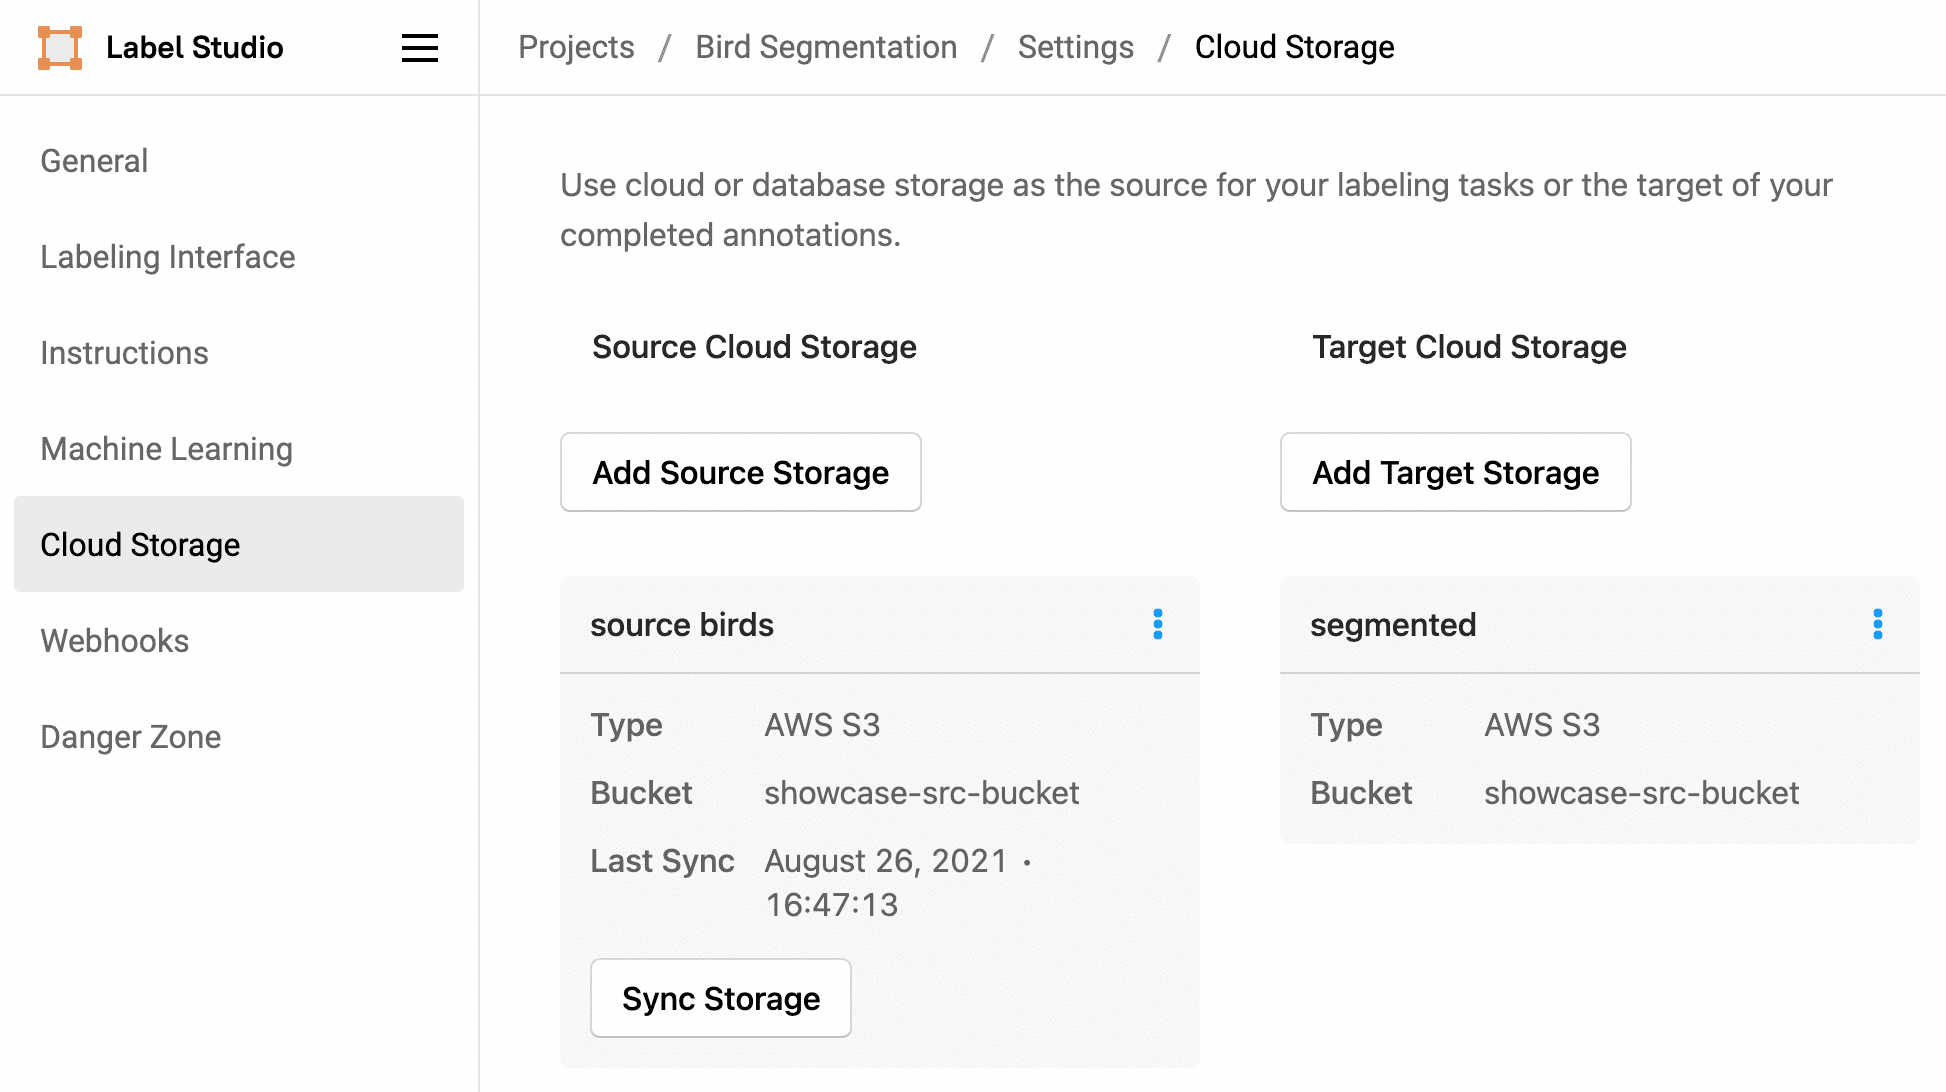 Label Studio
Projects / Bird Segmentation / Settings / Cloud Storage
General
Labeling Interface
Instructions
Machine Learning
Cloud Storage
Webhooks
Danger Zone
Use cloud or database storage as the source for your labeling tasks or the target of your
completed annotations.
Source Cloud Storage
Add Source Storage
source birds
Type AWS S3
Bucket showcase-src-bucket
Last Sync August 26, 2021 •
16:47:13
Sync Storage
Target Cloud Storage
Add Target Storage
segmented
Type AWS S3
Bucket showcase-src-bucket